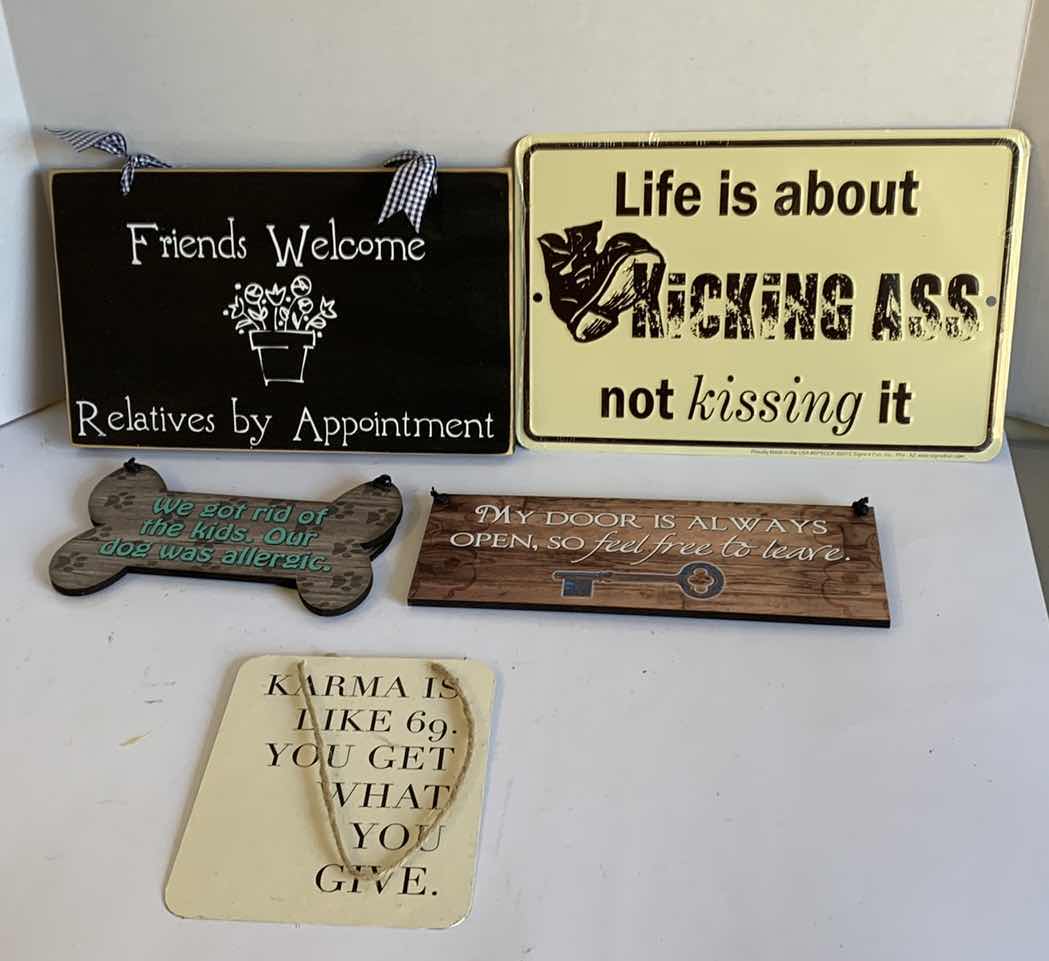 Friends Welcome
Relatives by Appointment
Life is about
KiCKiNG ASS
not kissing it
We got rid of
the kids. Our
dog was allergic.
MY DOOR IS ALWAYS
OPEN, SO feel free to leave.
KARMA IS
LIKE 69.
YOU GET
WHAT
YOU
GIVE.